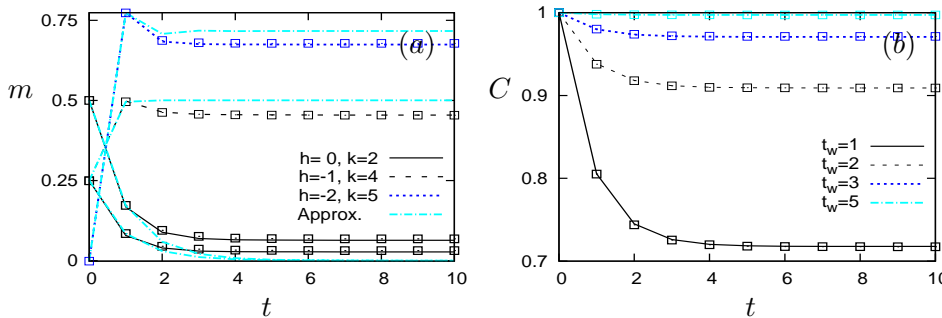 0.75
0.5
0.25
0
m
0 2 4 6 8 10
t
(a)
h= 0, k=2
h=-1, k=4
h=-2, k=5
Approx.
1
0.9
0.8
0.7
C
0 2 4 6 8 10
t
(b)
t_w=1
t_w=2
t_w=3
t_w=5